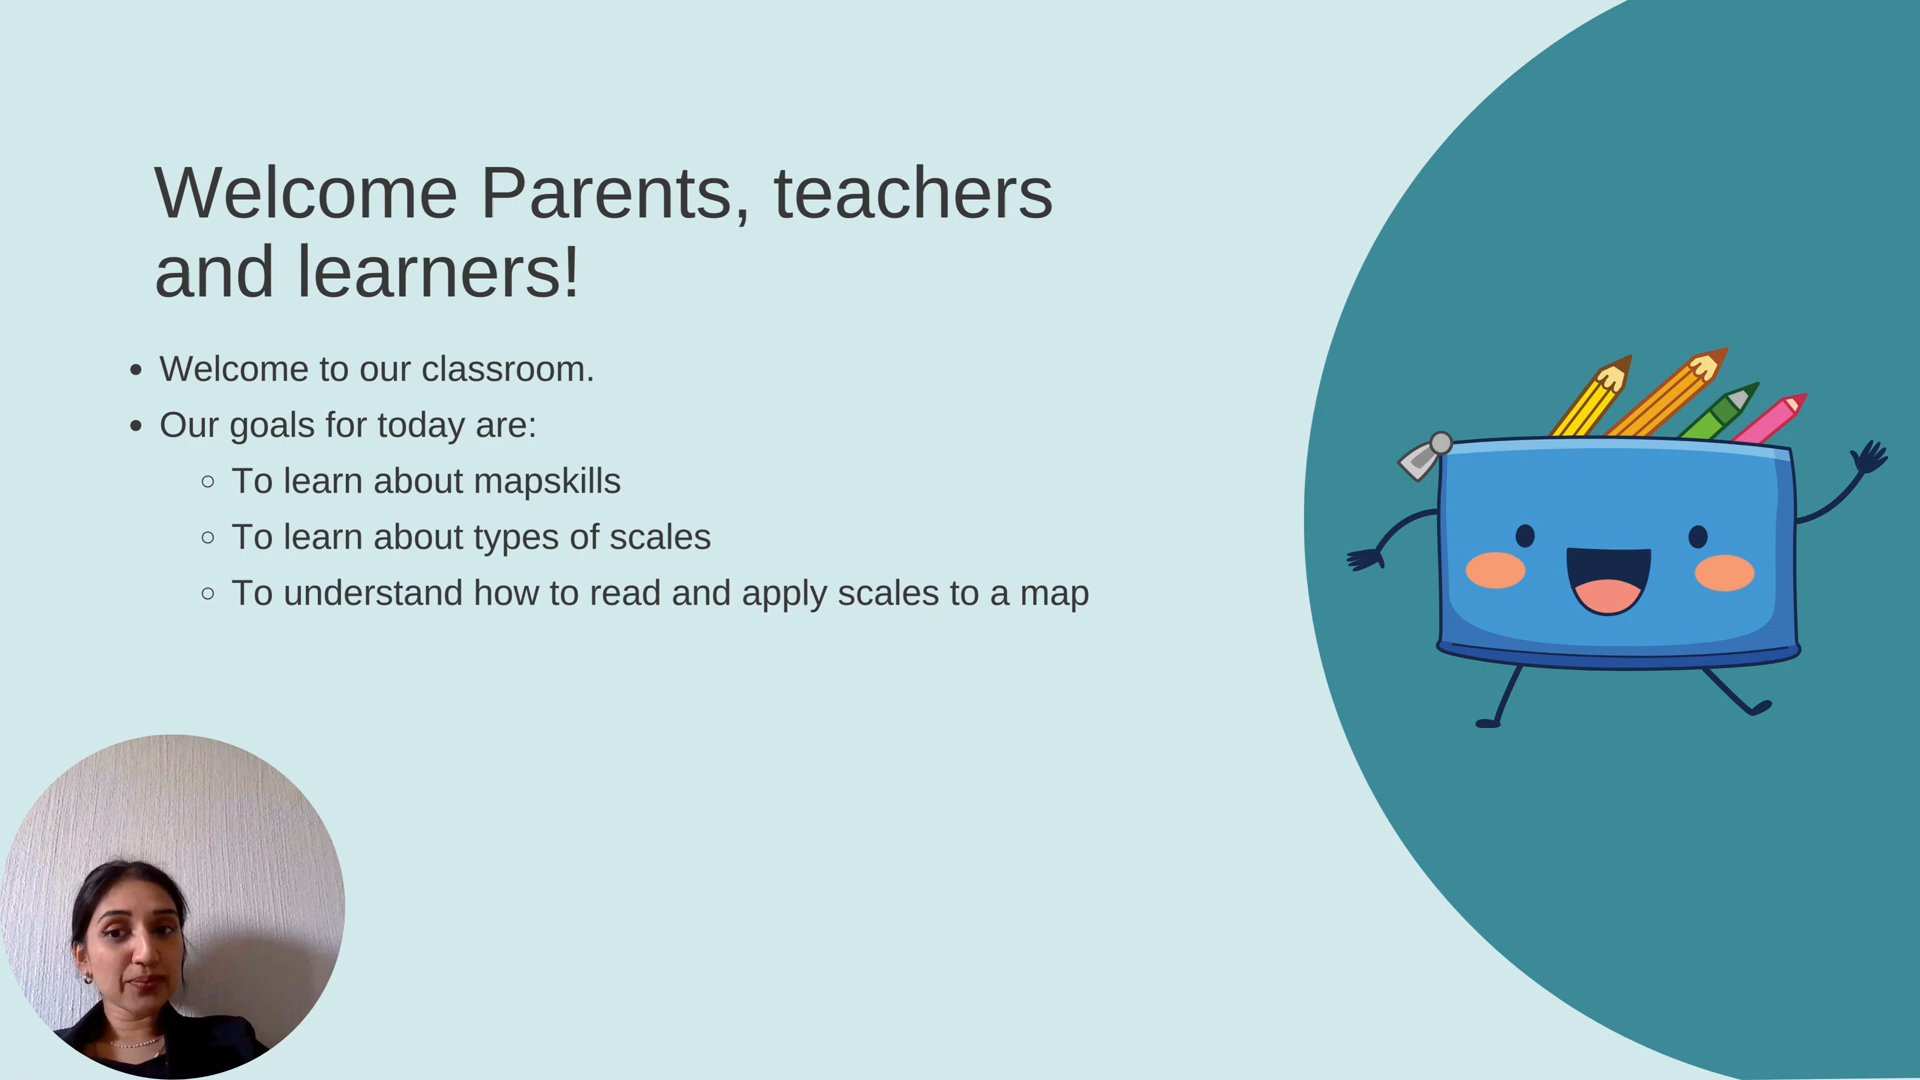 Welcome Parents, teachers
and learners!
• Welcome to our classroom.
• Our goals for today are:
○ To learn about mapskills
○ To learn about types of scales
○ To understand how to read and apply scales to a map